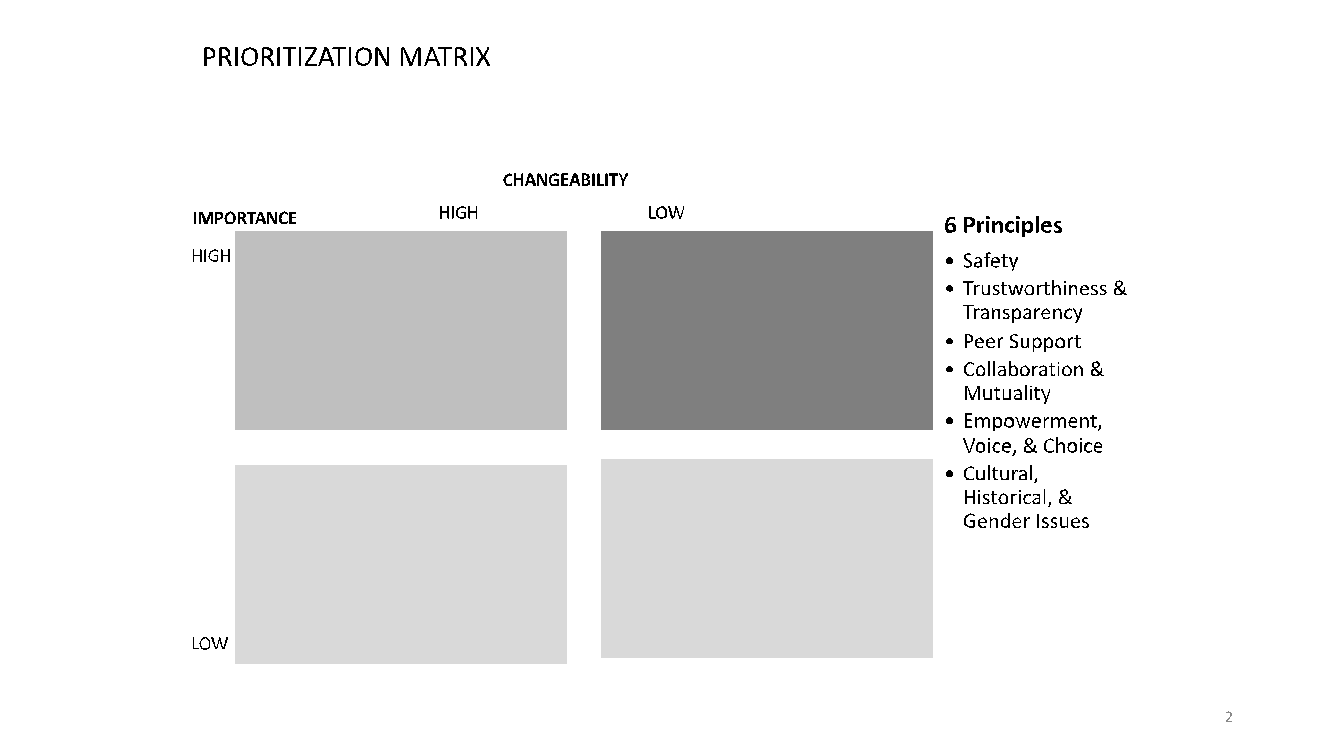 PRIORITIZATION MATRIX
CHANGEABILITY
IMPORTANCE
HIGH
LOW
HIGH
LOW
6 Principles
• Safety
• Trustworthiness &
Transparency
• Peer Support
• Collaboration &
Mutuality
• Empowerment,
Voice, & Choice
• Cultural,
Historical, &
Gender Issues
2